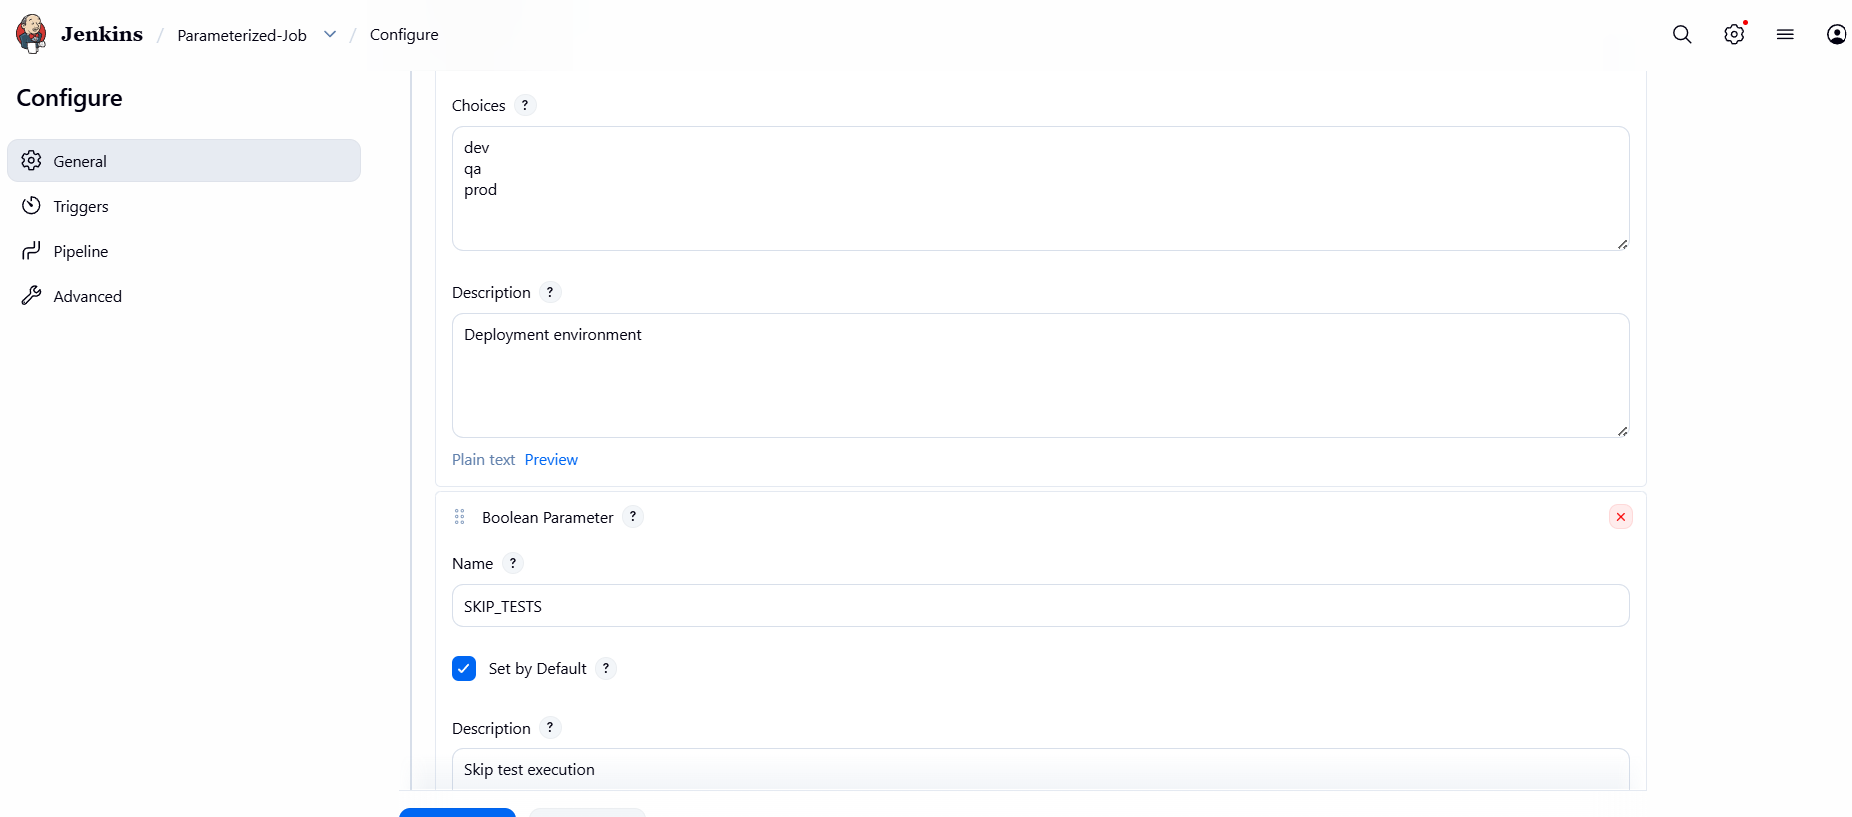 Jenkins / Parameterized-Job / Configure
Configure
General
Triggers
Pipeline
Advanced
Choices ?
dev
qa
prod
Description ?
Deployment environment
Plain text Preview
Boolean Parameter ?
Name ?
SKIP_TESTS
Set by Default ?
Description ?
Skip test execution